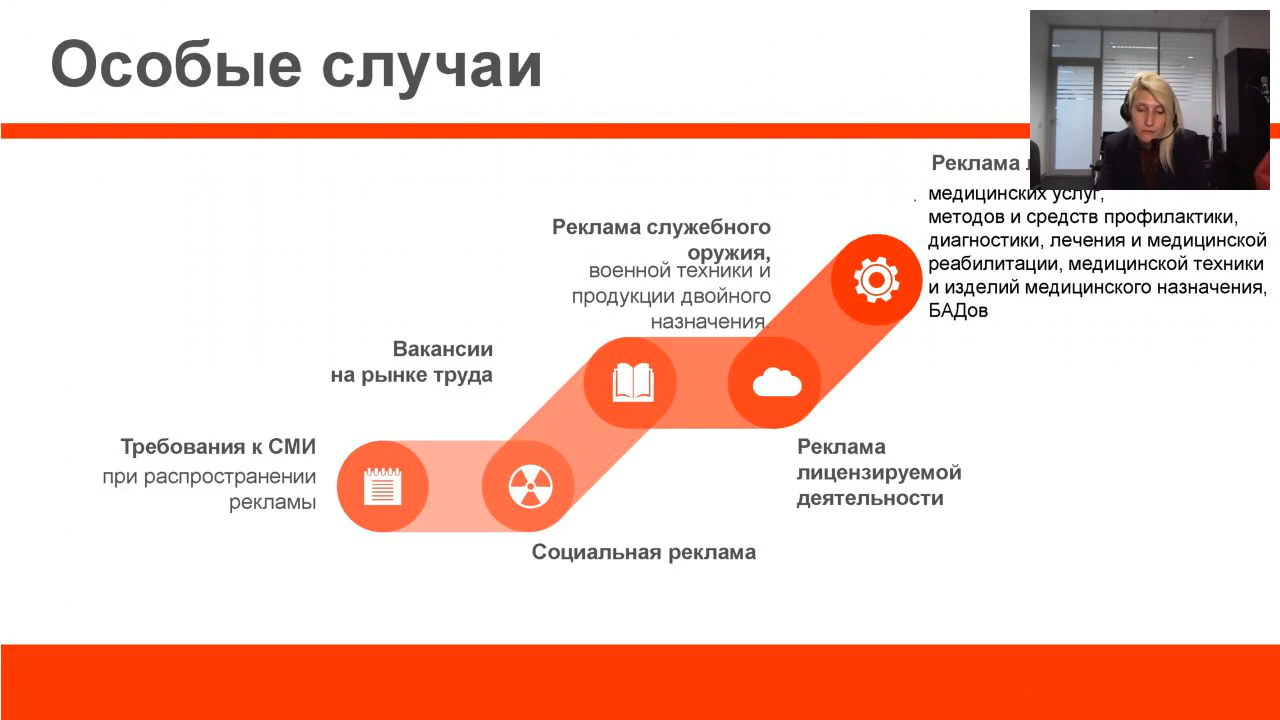 Особые случаи
Реклама
медицинских услуг,
методов и средств профилактики,
диагностики, лечения и медицинской
реабилитации, медицинской техники
и изделий медицинского назначения,
БАДов
Реклама служебного
оружия,
военной техники и
продукции двойного
назначения.
Вакансии
на рынке труда
Требования к СМИ
при распространении
рекламы
Реклама
лицензируемой
деятельности
Социальная реклама